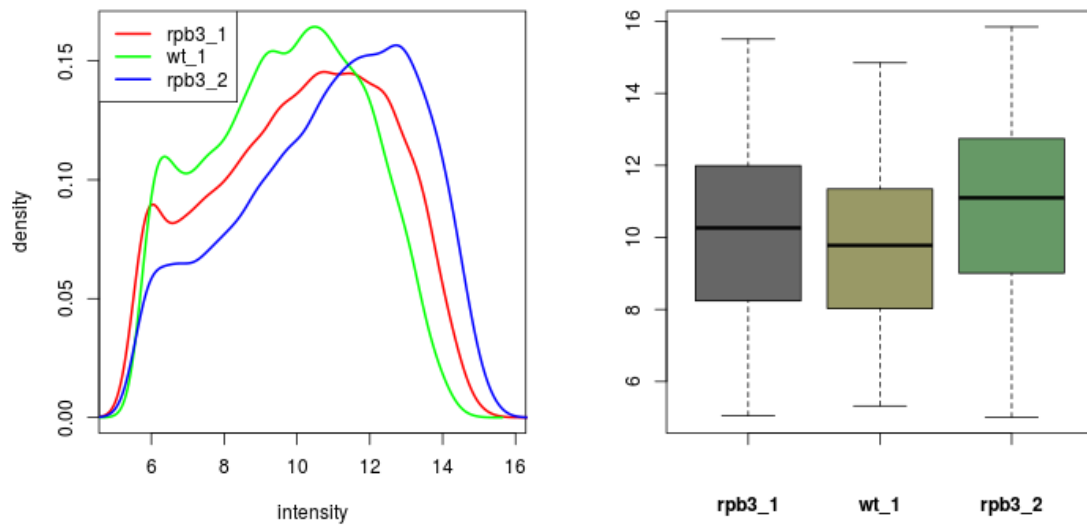 rpb3_1
wt_1
rpb3_2
density
0.00 0.05 0.10 0.15
6 8 10 12 14 16
intensity
6 8 10 12 14 16
rpb3_1 wt_1 rpb3_2